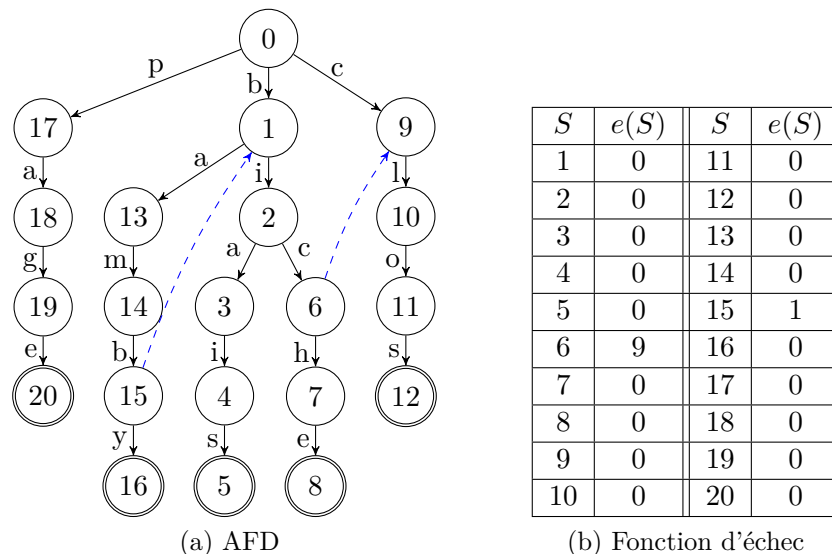 0
p b c
17 1 9
a a i l
18 13 2 10
g m a c o
19 14 3 6 11
e b i h s
20 15 4 7 12
y s e
16 5 8
(a) AFD
S e(S) S e(S)
1 0 11 0
2 0 12 0
3 0 13 0
4 0 14 0
5 0 15 1
6 9 16 0
7 0 17 0
8 0 18 0
9 0 19 0
10 0 20 0
(b) Fonction d'échec